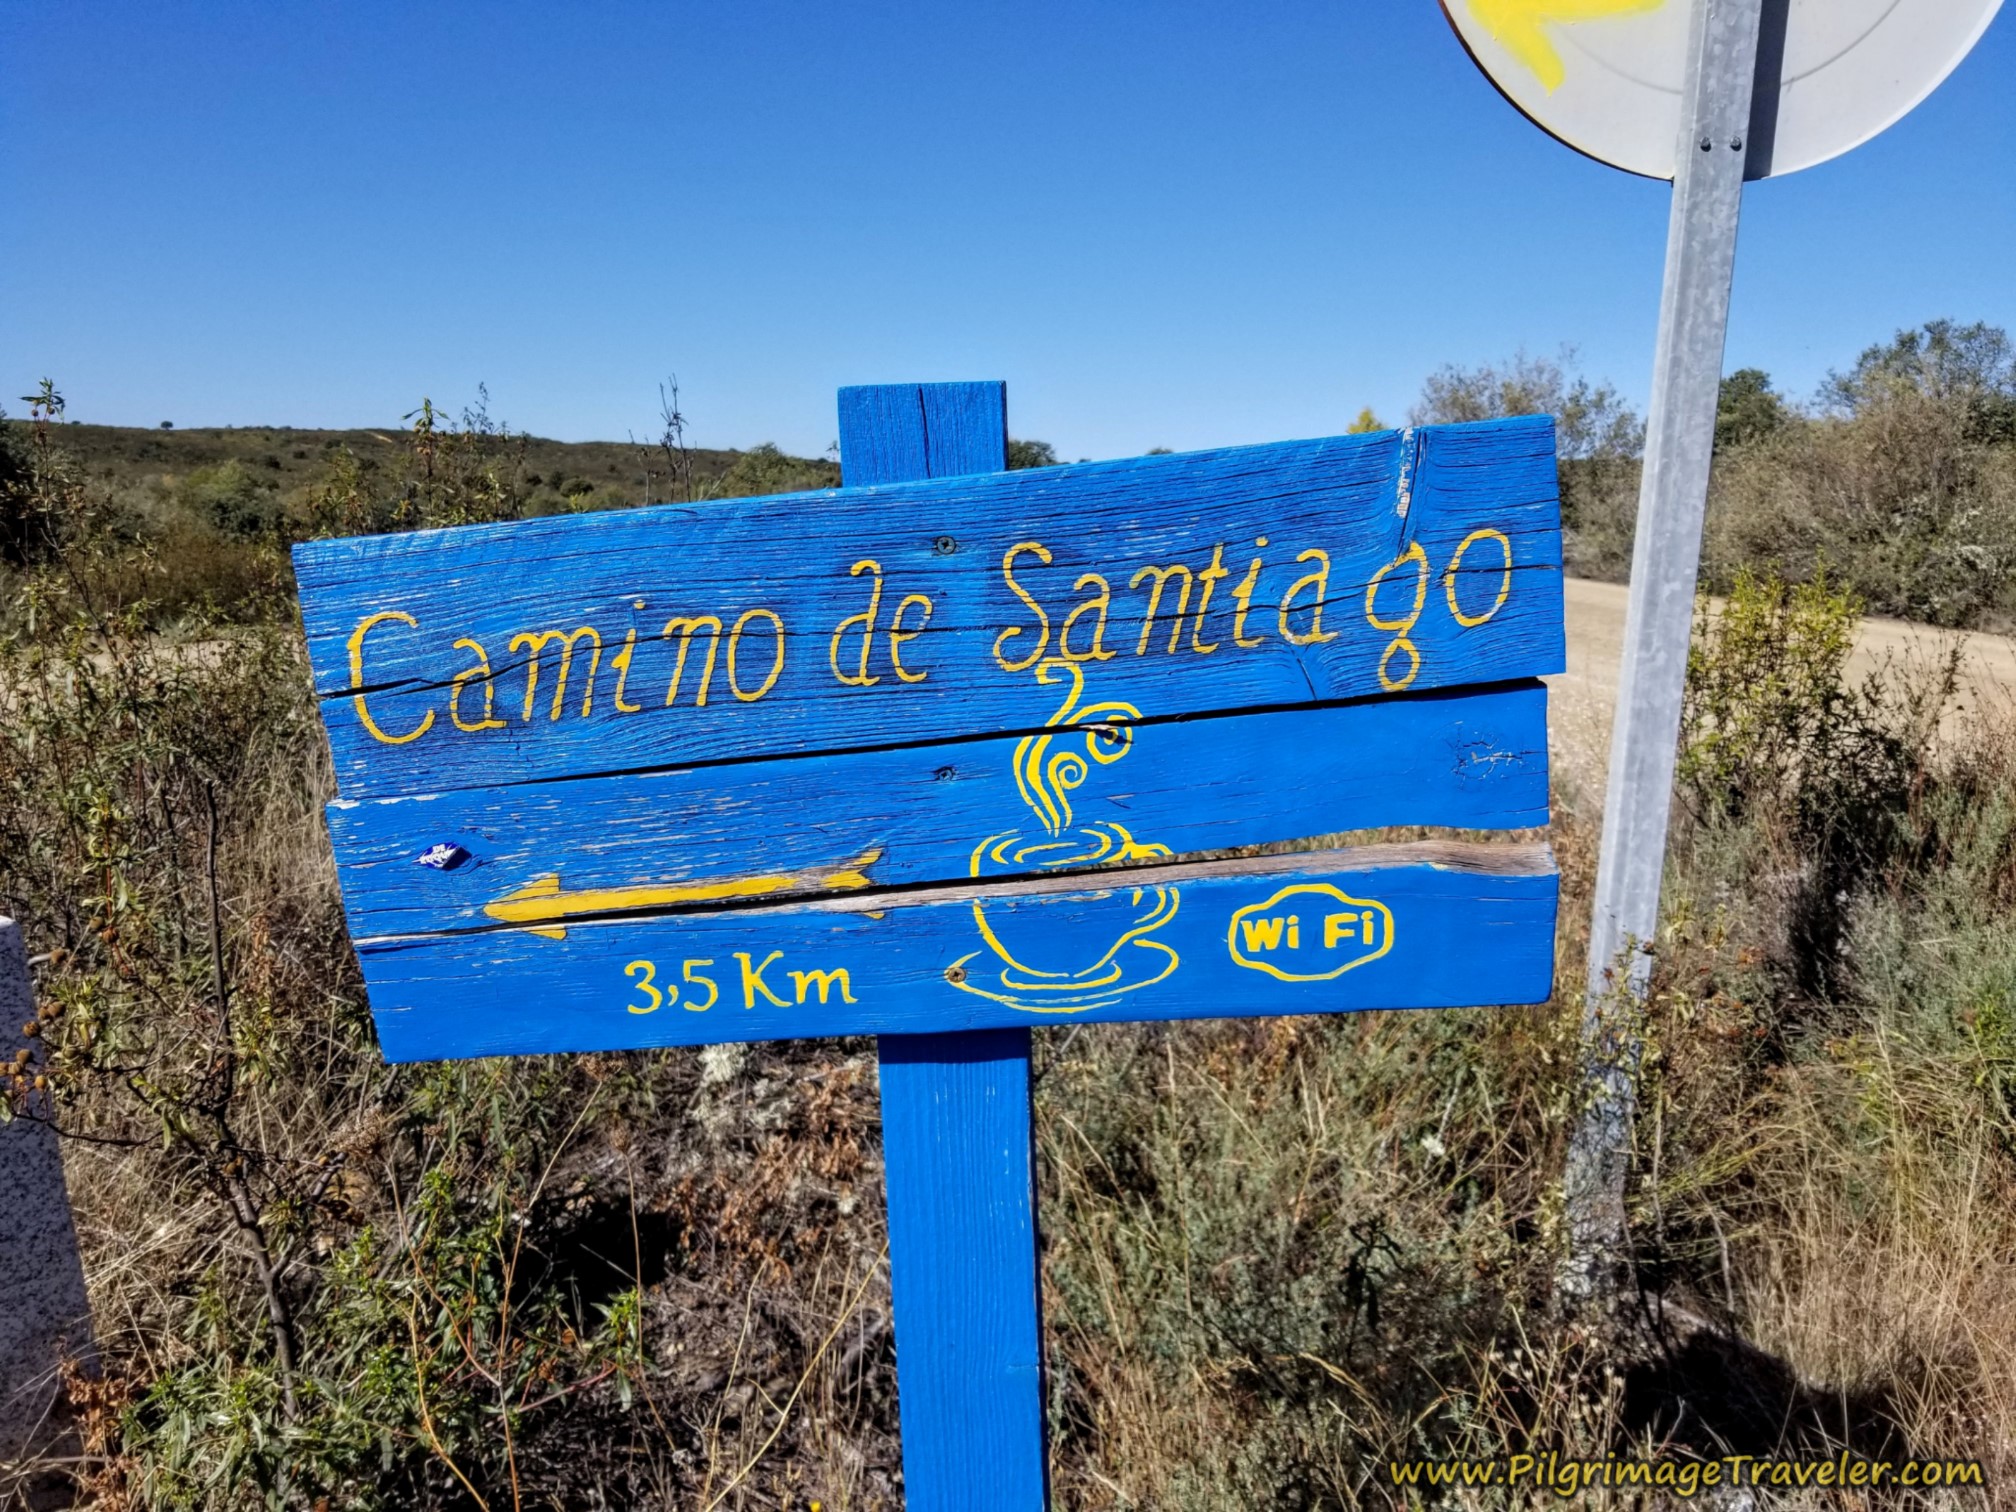 Camino de Santiago
3,5 Km
Wi Fi
www.PilgrimageTraveler.com